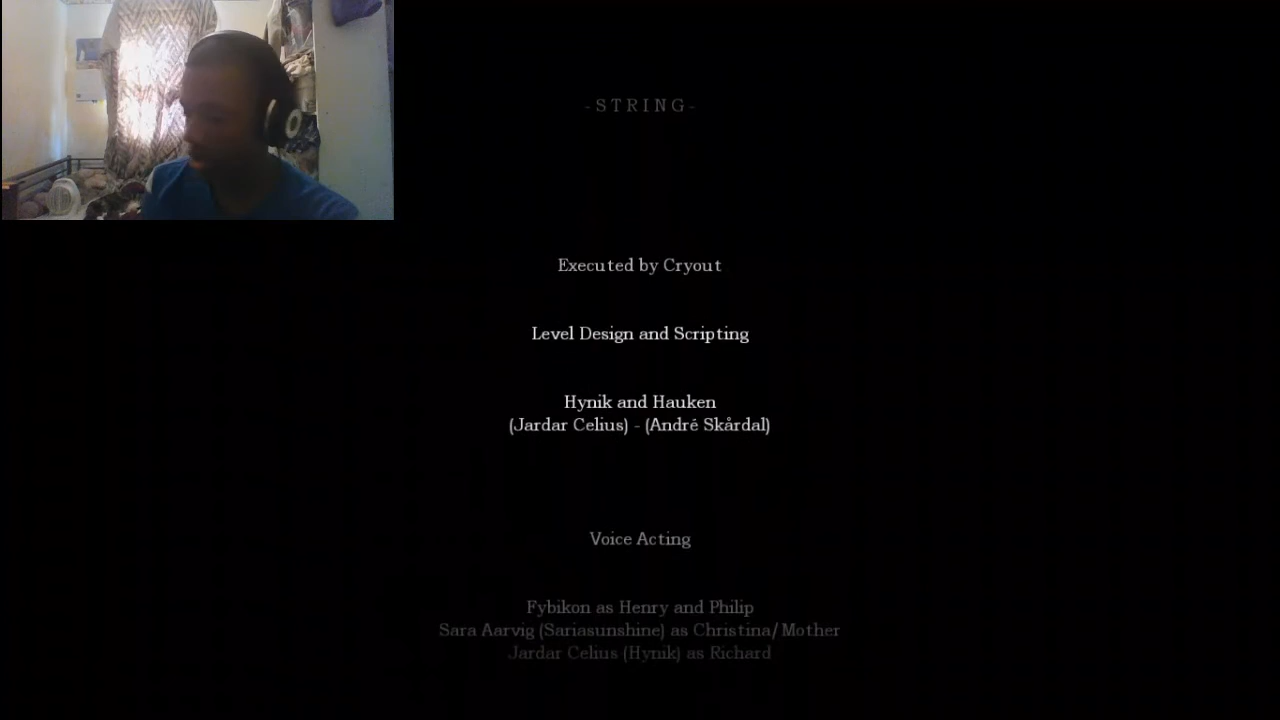 -STRING-
Executed by Cryout
Level Design and Scripting
Hynik and Hauken
(Jardar Celius) - (André Skårdal)
Voice Acting
Fybikon as Henry and Philip
Sara Aarvig (Sariasunshine) as Christina/Mother
Jardar Celius (Hynik) as Richard